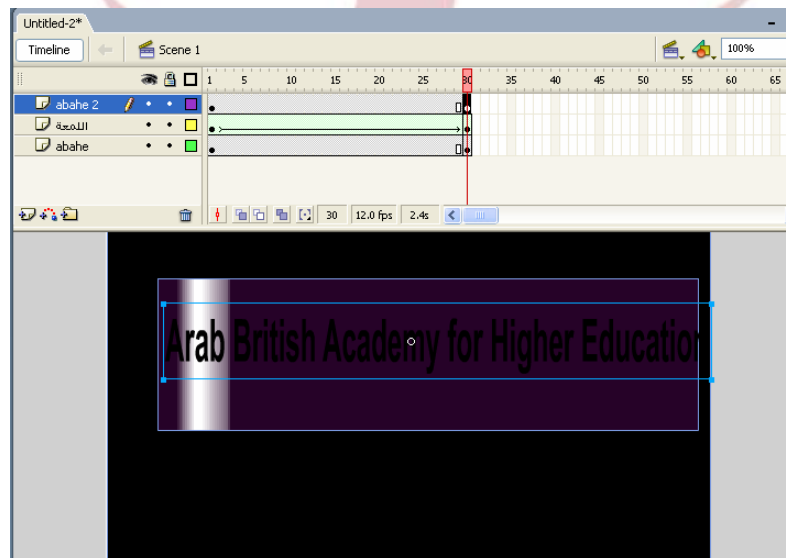 Untitled-2*
Timeline Scene 1 100%
1 5 10 15 20 25 30 35 40 45 50 55 60 65
abahe 2
اللمعة
abahe
30 12.0 fps 2.4s
Arab British Academy for Higher Education